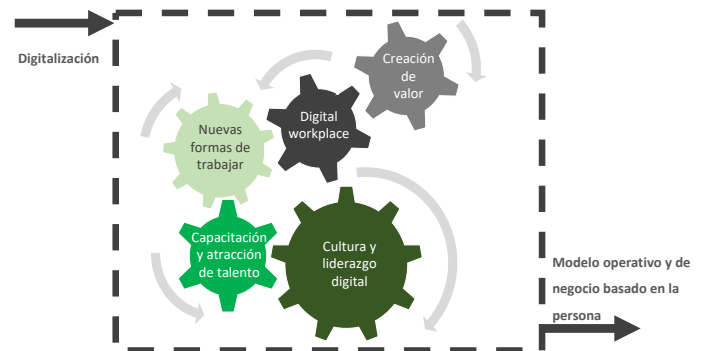 Digitalización
Creación
de
valor
Digital
workplace
Nuevas
formas de
trabajar
Capacitación
y atracción
de talento
Cultura y
liderazgo
digital
Modelo operativo y de
negocio basado en la
persona